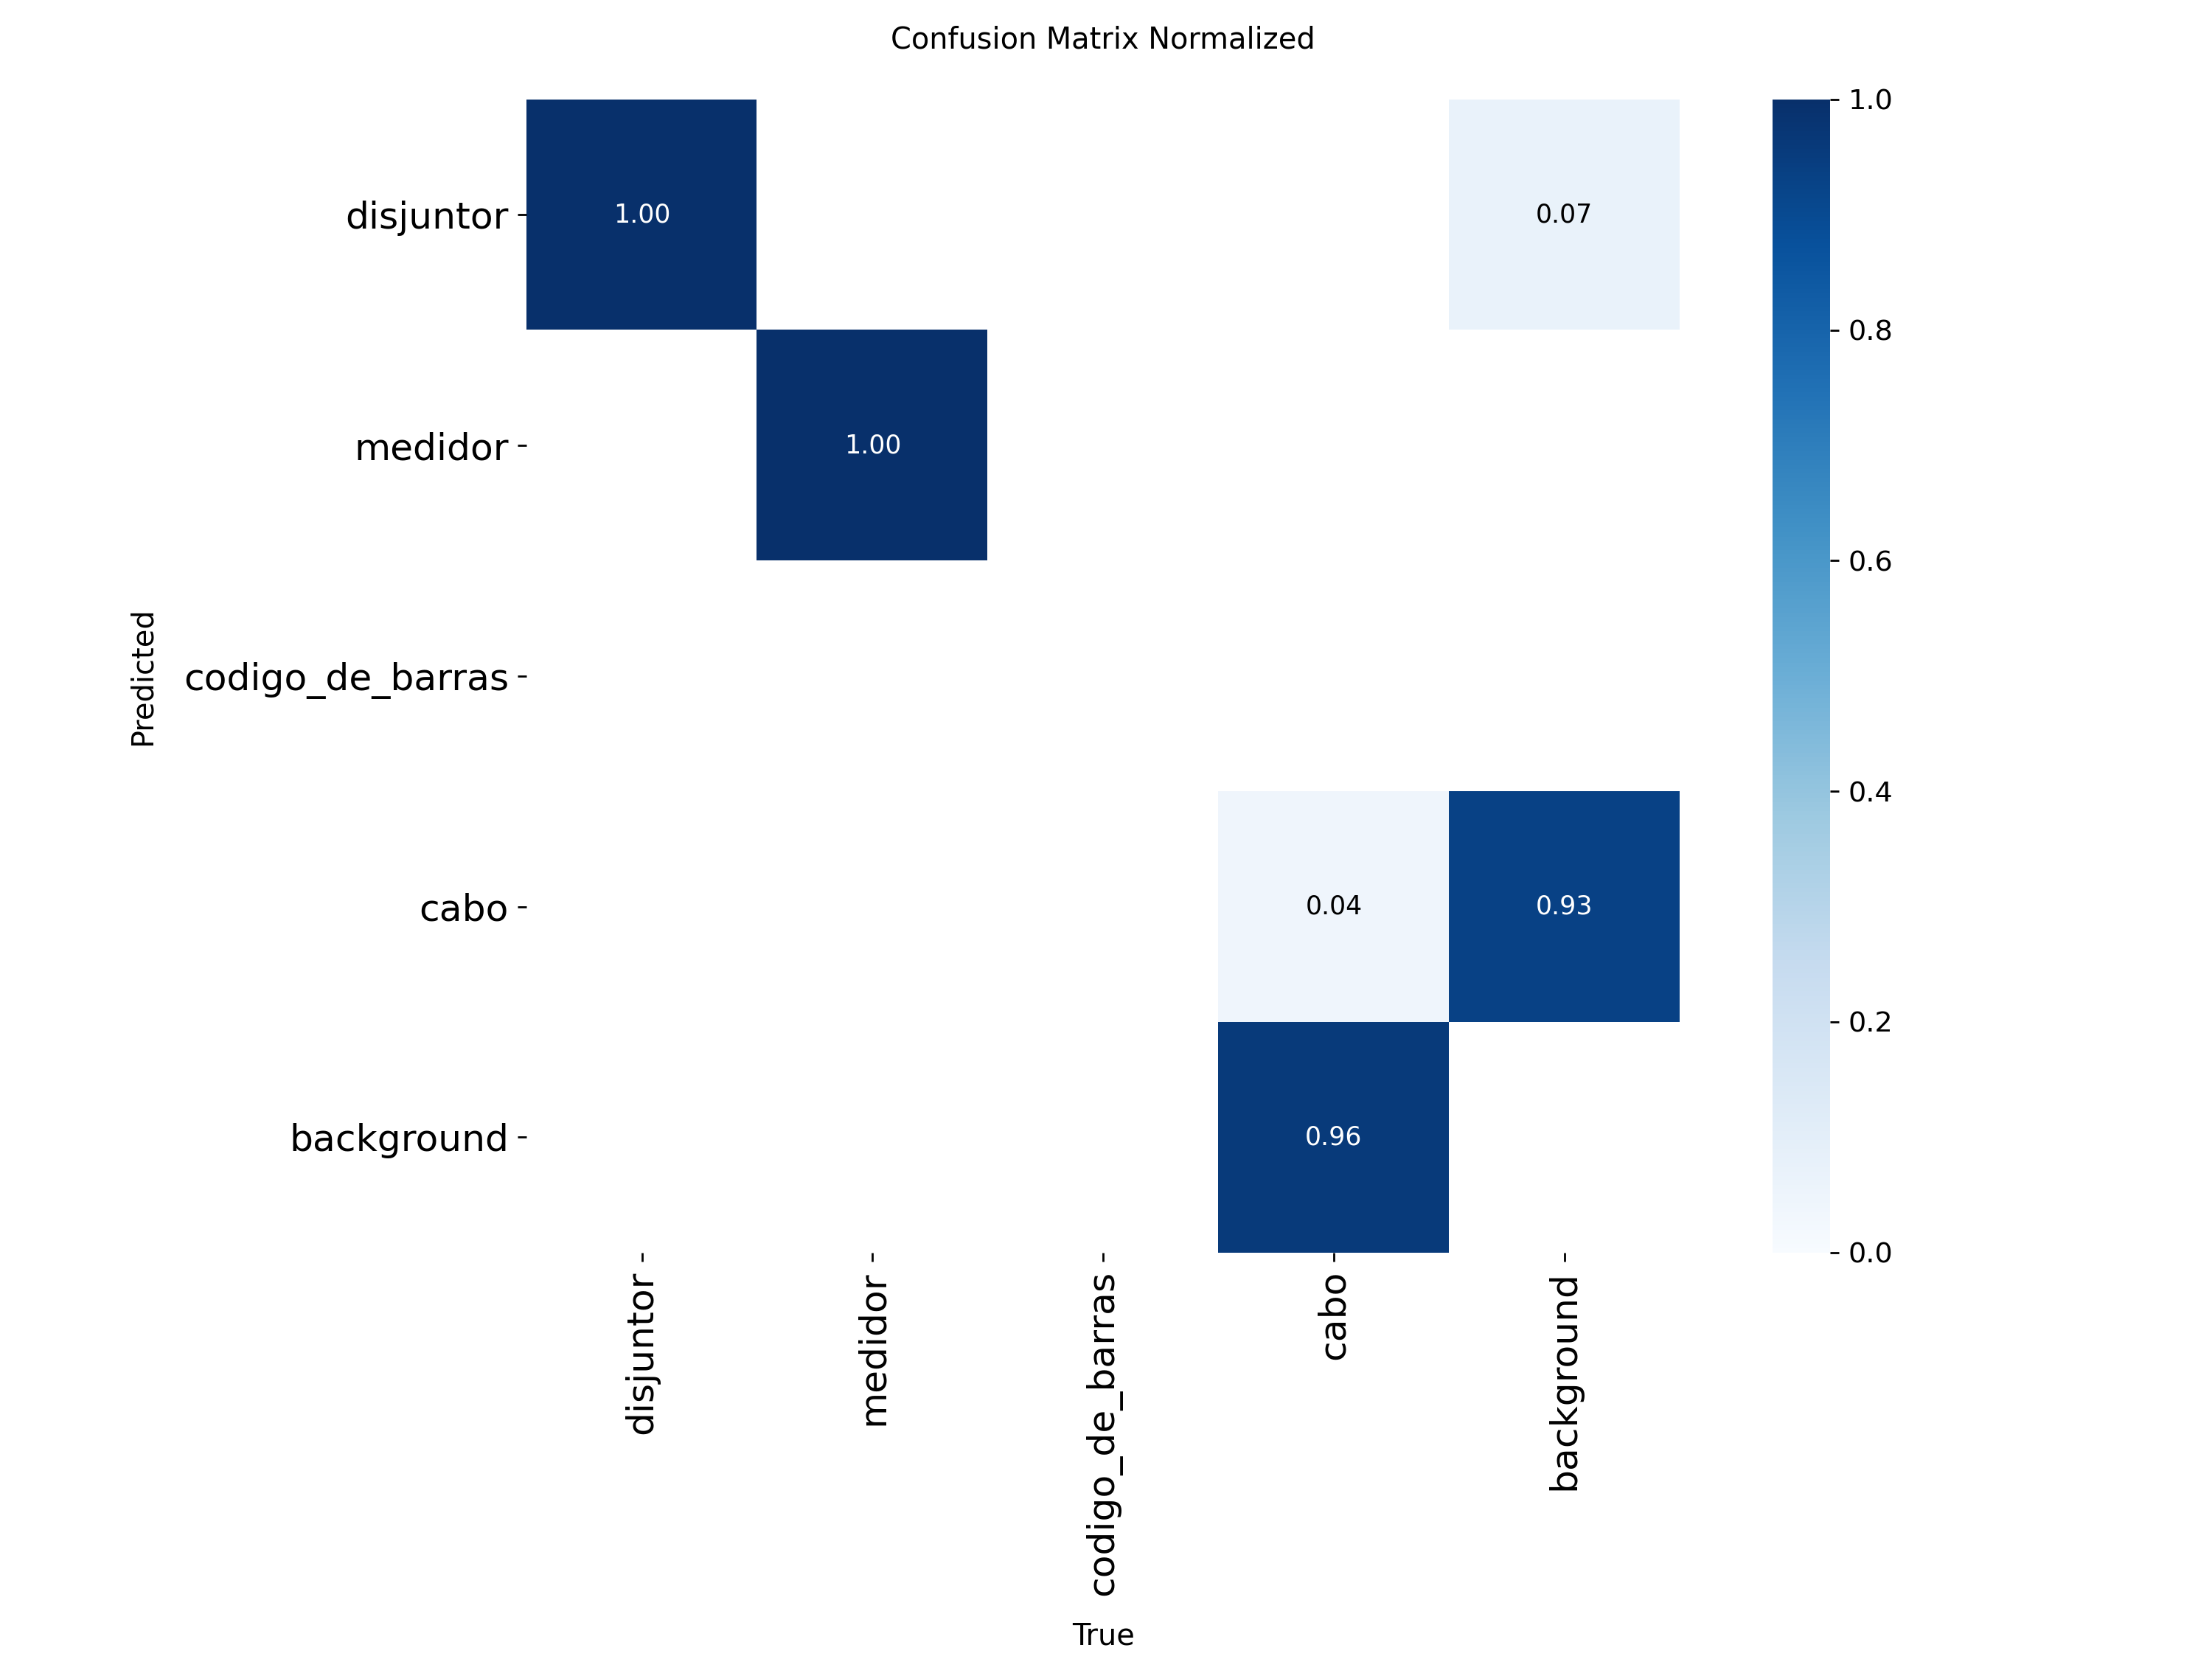 Confusion Matrix Normalized
disjuntor
1.00
0.07
medidor
1.00
codigo_de_barras
cabo
0.04
0.93
background
0.96
Predicted
disjuntor
medidor
codigo_de_barras
cabo
background
True
1.0
0.8
0.6
0.4
0.2
0.0